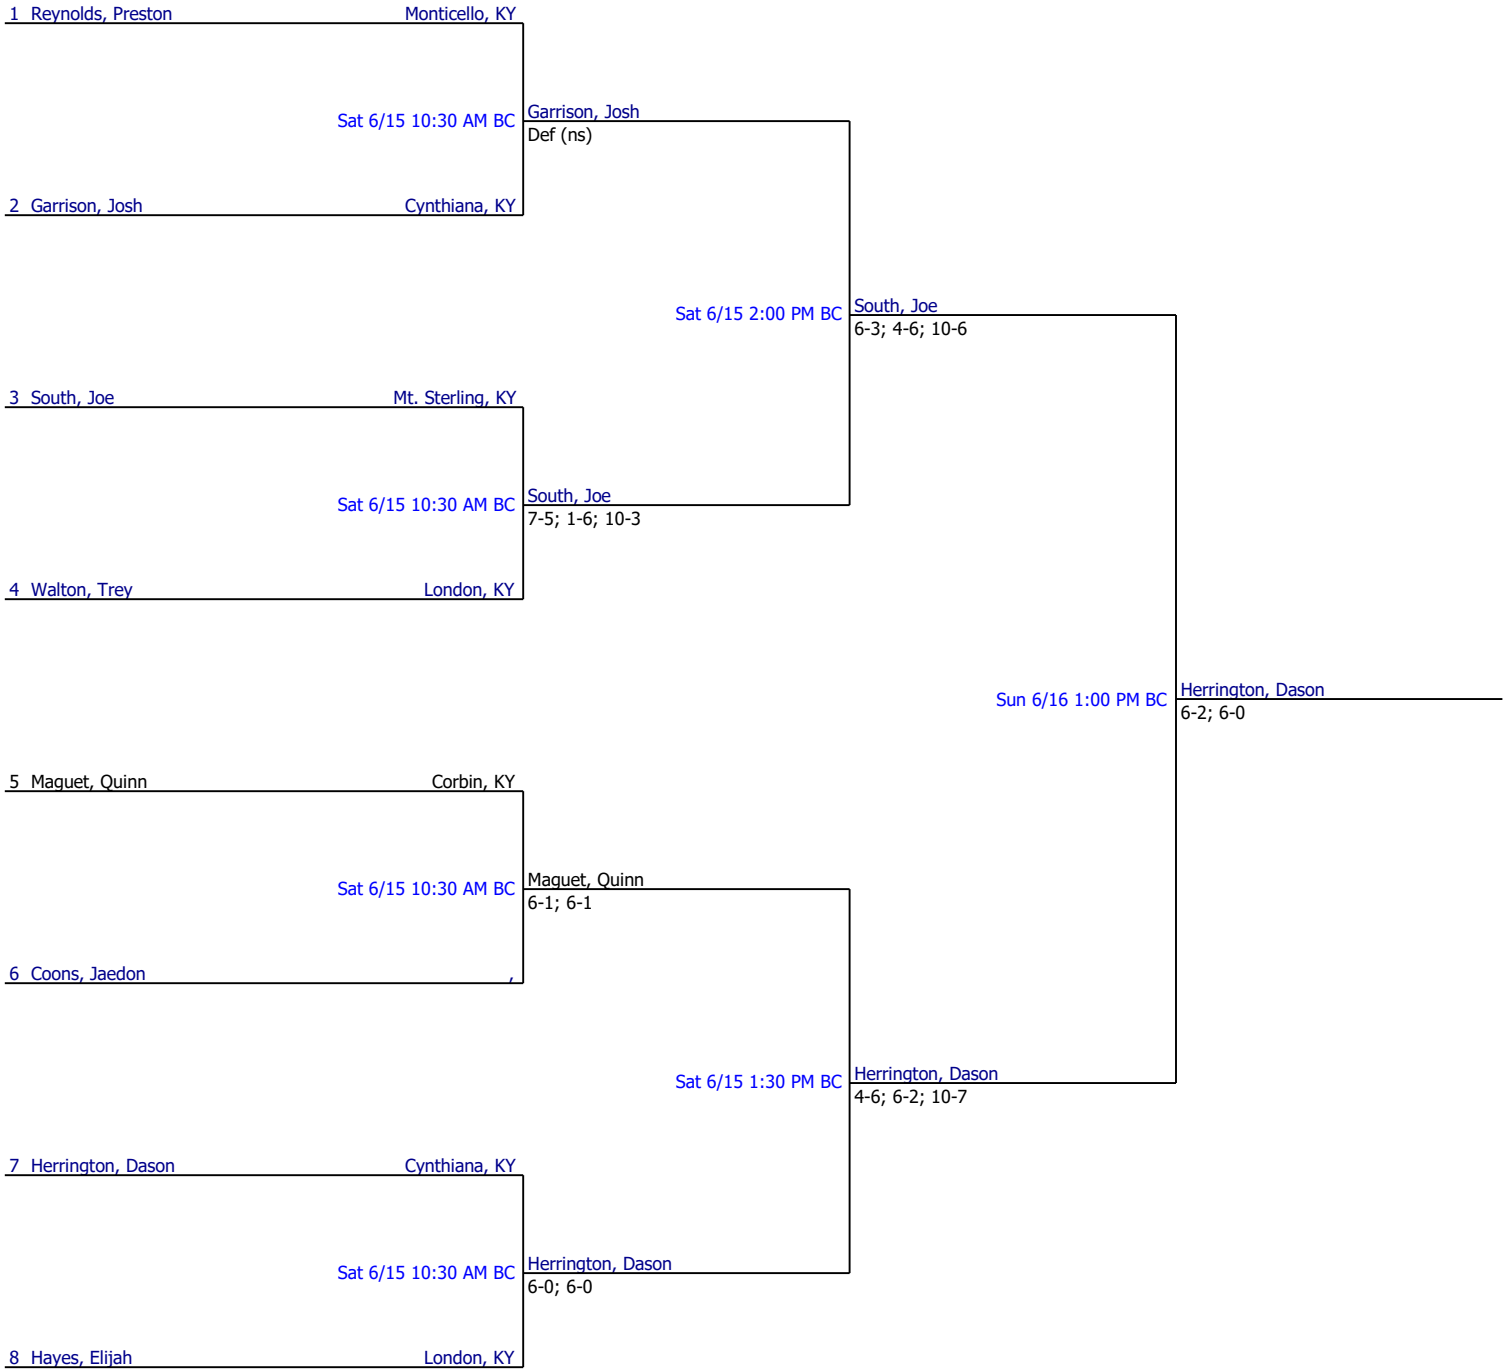 1 Reynolds, Preston Monticello, KY
Sat 6/15 10:30 AM BC Garrison, Josh
Def (ns)
2 Garrison, Josh Cynthiana, KY
Sat 6/15 2:00 PM BC South, Joe
6-3; 4-6; 10-6
3 South, Joe Mt. Sterling, KY
Sat 6/15 10:30 AM BC South, Joe
7-5; 1-6; 10-3
4 Walton, Trey London, KY
Sun 6/16 1:00 PM BC Herrington, Dason
6-2; 6-0
5 Maguet, Quinn Corbin, KY
Sat 6/15 10:30 AM BC Maguet, Quinn
6-1; 6-1
6 Coons, Jaedon ,
Sat 6/15 1:30 PM BC Herrington, Dason
4-6; 6-2; 10-7
7 Herrington, Dason Cynthiana, KY
Sat 6/15 10:30 AM BC Herrington, Dason
6-0; 6-0
8 Hayes, Elijah London, KY